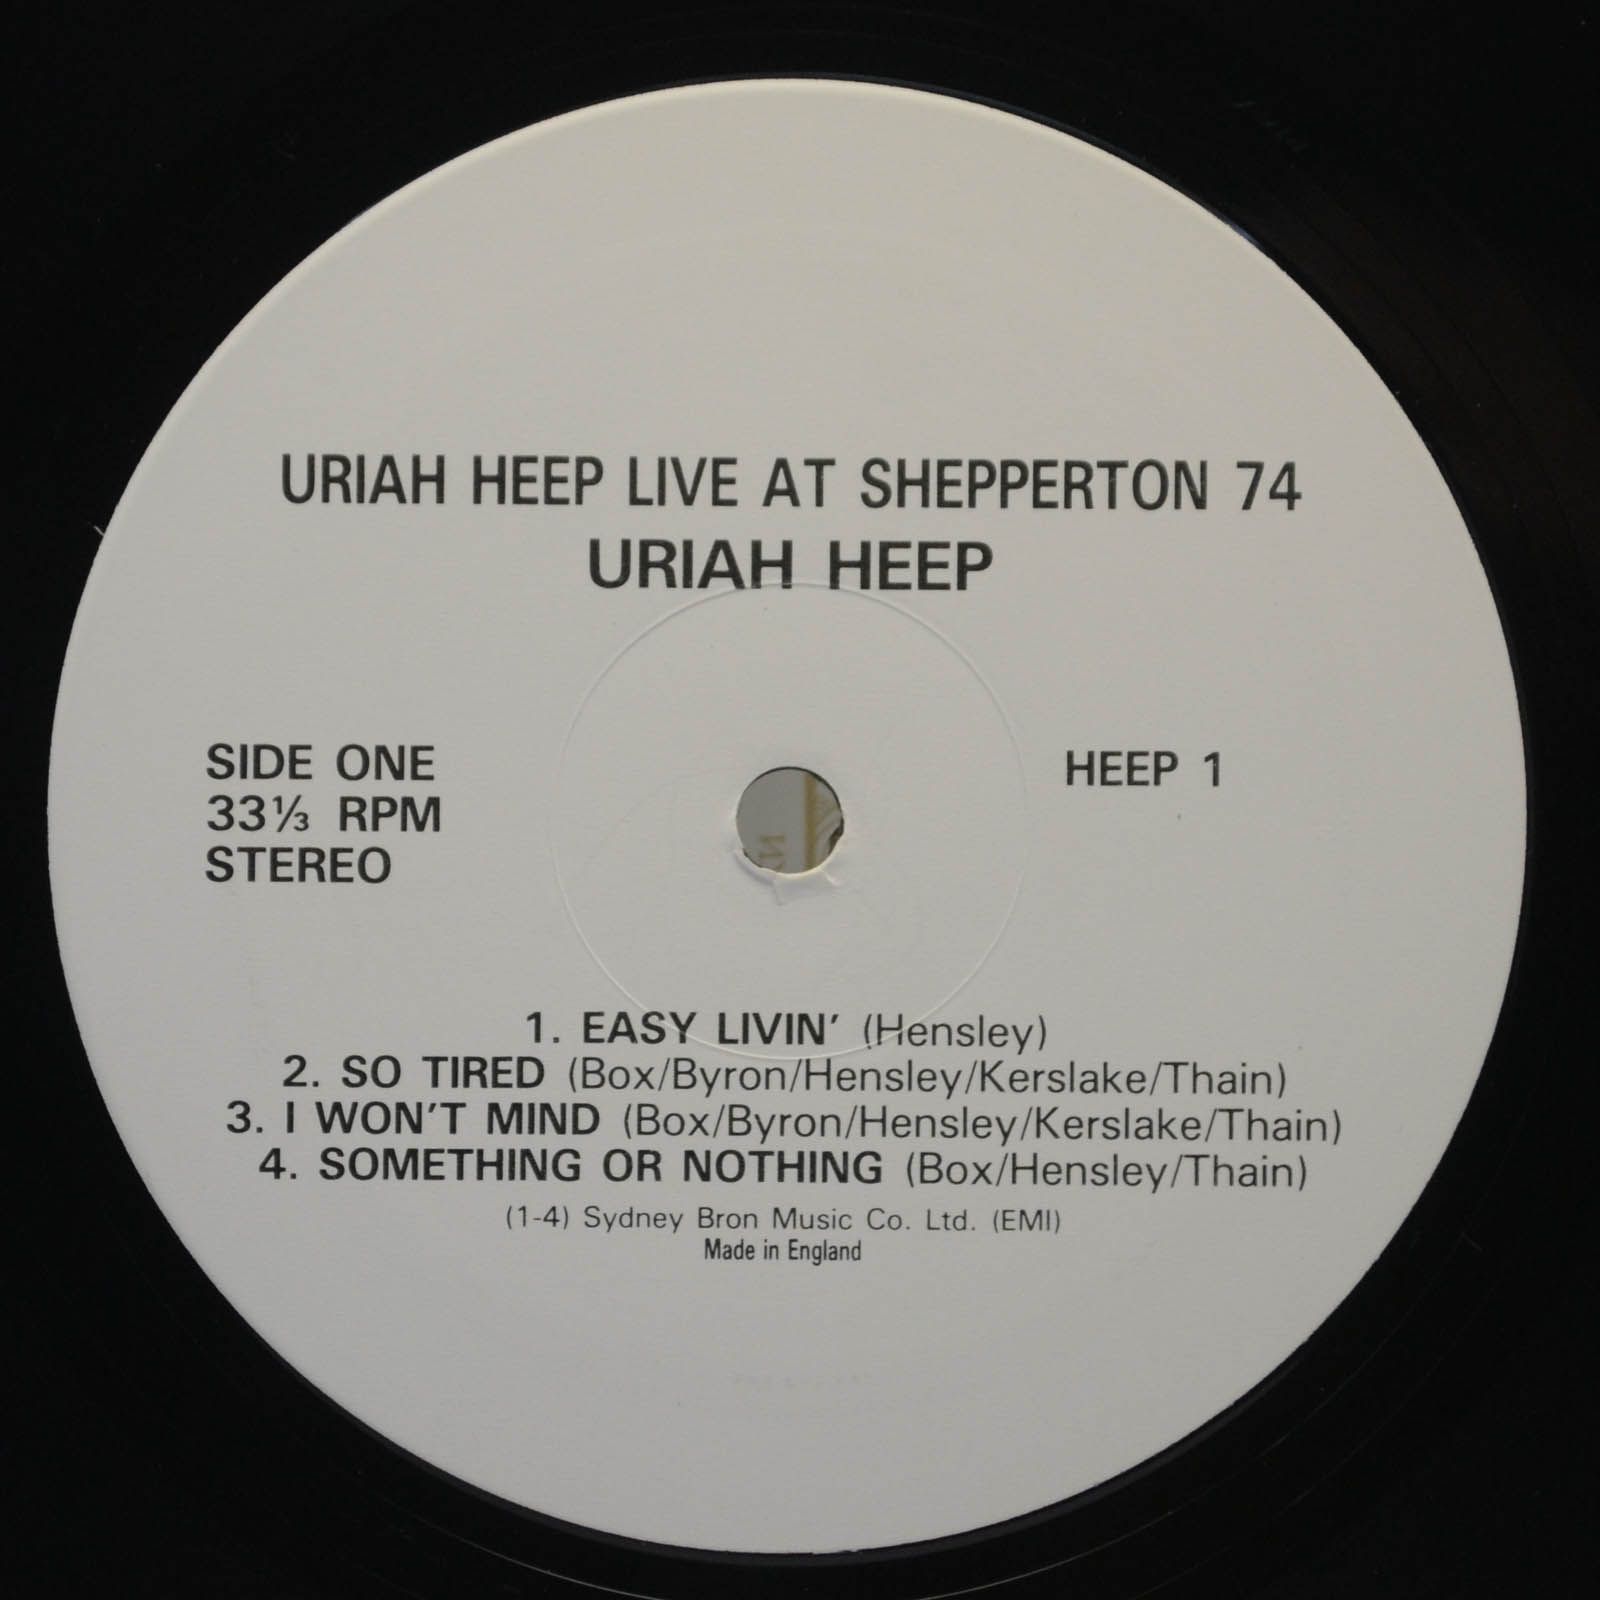 URIAH HEEP LIVE AT SHEPPERTON 74
URIAH HEEP
SIDE ONE
33⅓ RPM
STEREO
HEEP 1
1. EASY LIVIN' (Hensley)
2. SO TIRED (Box/Byron/Hensley/Kerslake/Thain)
3. I WON'T MIND (Box/Byron/Hensley/Kerslake/Thain)
4. SOMETHING OR NOTHING (Box/Hensley/Thain)
(1-4) Sydney Bron Music Co. Ltd. (EMI)
Made in England